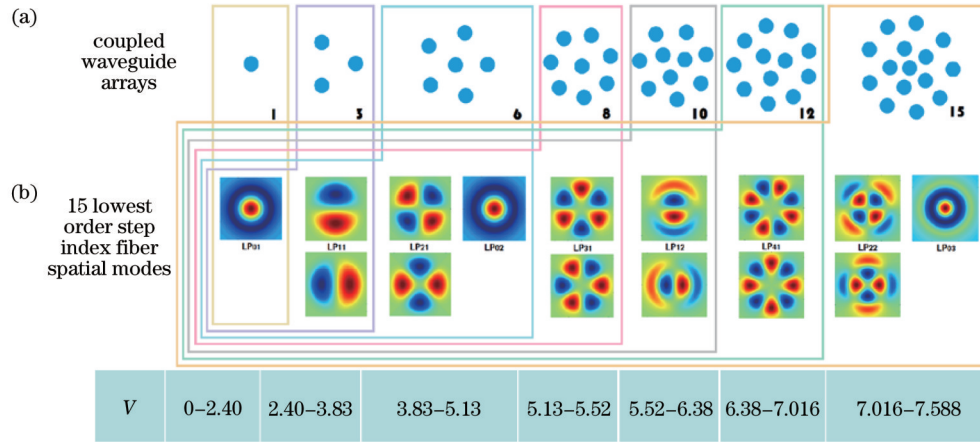 (a)
coupled
waveguide
arrays
1
3
6
8
10
12
15
(b)
15 lowest
order step
index fiber
spatial modes
LP01
LP11
LP21
LP02
LP31
LP12
LP41
LP22
LP03
V 0–2.40 2.40–3.83 3.83–5.13 5.13–5.52 5.52–6.38 6.38–7.016 7.016–7.588